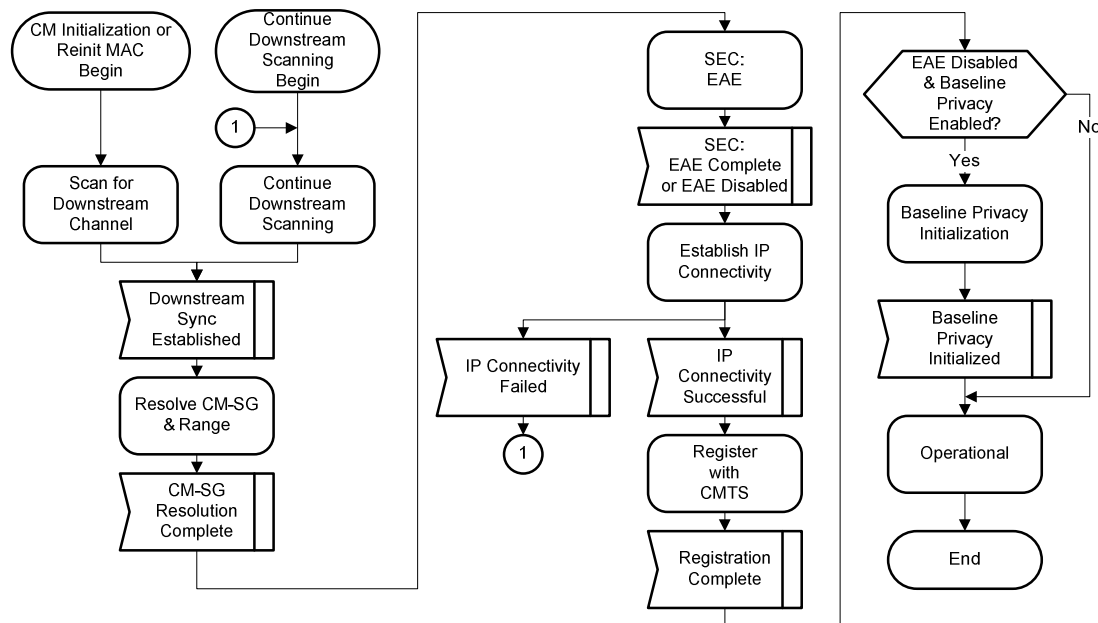 CM Initialization or
Reinit MAC
Begin
Continue
Downstream
Scanning
Begin
1
Scan for
Downstream
Channel
Continue
Downstream
Scanning
Downstream
Sync
Established
Resolve CM-SG
& Range
CM-SG
Resolution
Complete
SEC:
EAE
SEC:
EAE Complete
or EAE Disabled
Establish IP
Connectivity
IP Connectivity
Failed
1
IP
Connectivity
Successful
Register
with
CMTS
Registration
Complete
EAE Disabled
& Baseline
Privacy
Enabled?
No
Yes
Baseline Privacy
Initialization
Baseline
Privacy
Initialized
Operational
End